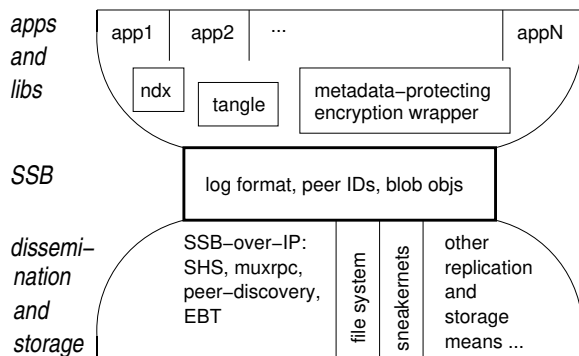 apps
and
libs
app1
app2
...
appN
ndx
tangle
metadata−protecting
encryption wrapper
SSB
log format, peer IDs, blob objs
dissemi−
nation
and
storage
SSB−over−IP:
SHS, muxrpc,
peer−discovery,
EBT
file system
sneakernets
other
replication
and
storage
means ...